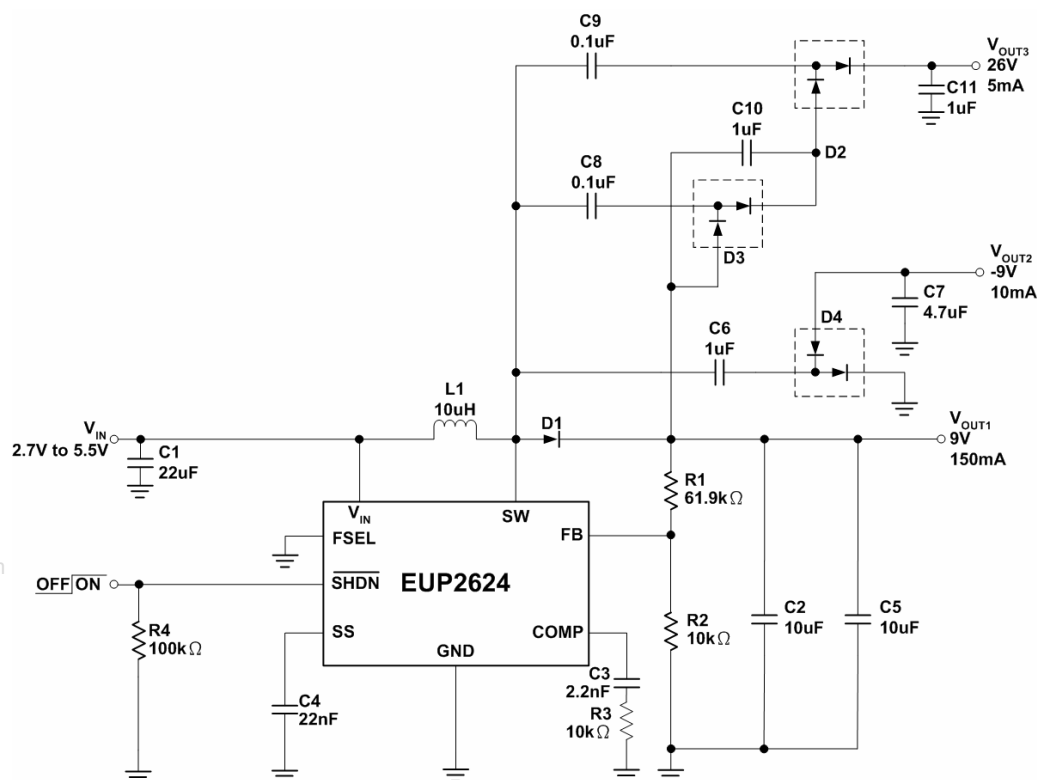 C9
0.1uF
VOUT3
26V
5mA
C11
1uF
C10
1uF
D2
C8
0.1uF
D3
VOUT2
-9V
10mA
C7
4.7uF
D4
C6
1uF
L1
10uH
D1
VIN
2.7V to 5.5V
C1
22uF
VOUT1
9V
150mA
R1
61.9kΩ
VIN
SW
FSEL
FB
OFF ON
SHDN
EUP2624
R4
100kΩ
SS
COMP
GND
R2
10kΩ
C2
10uF
C5
10uF
C4
22nF
C3
2.2nF
R3
10kΩ